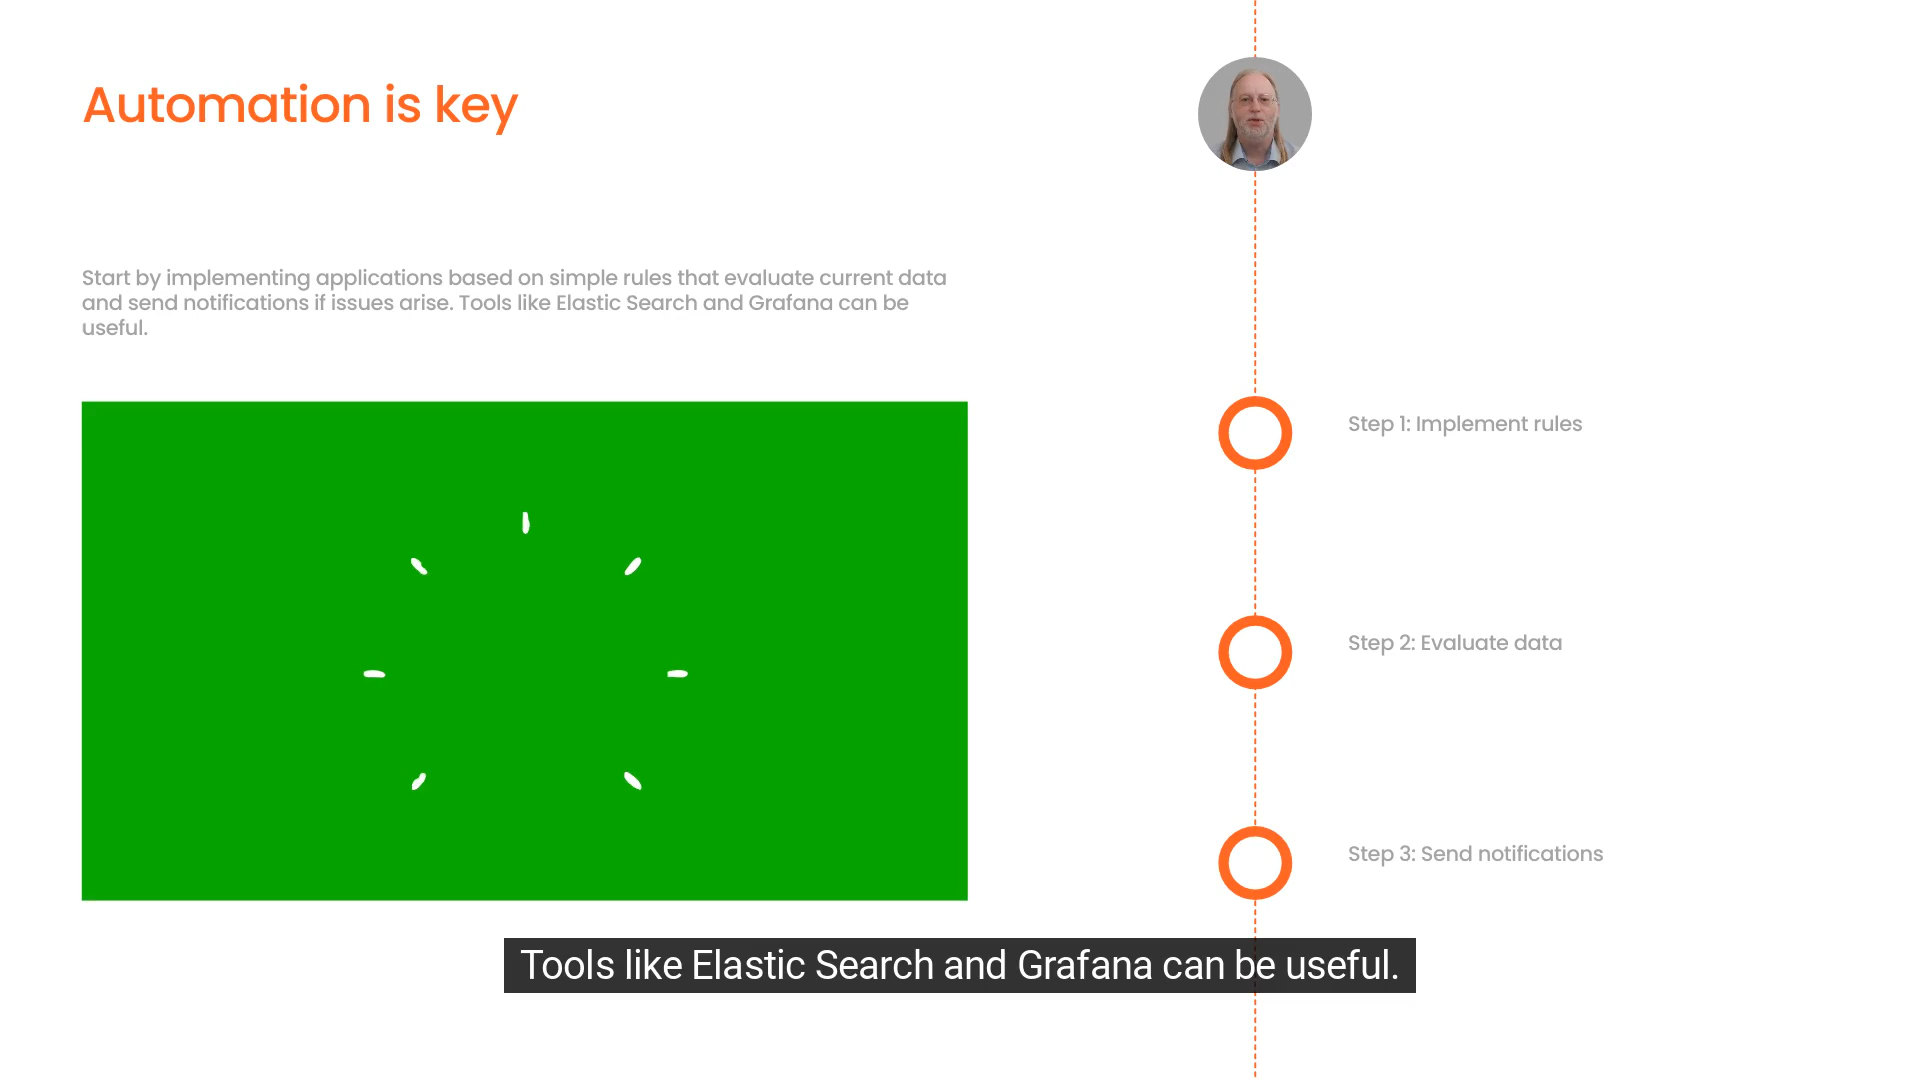 Automation is key
Start by implementing applications based on simple rules that evaluate current data
and send notifications if issues arise. Tools like Elastic Search and Grafana can be
useful.
Step 1: Implement rules
Step 2: Evaluate data
Step 3: Send notifications
Tools like Elastic Search and Grafana can be useful.